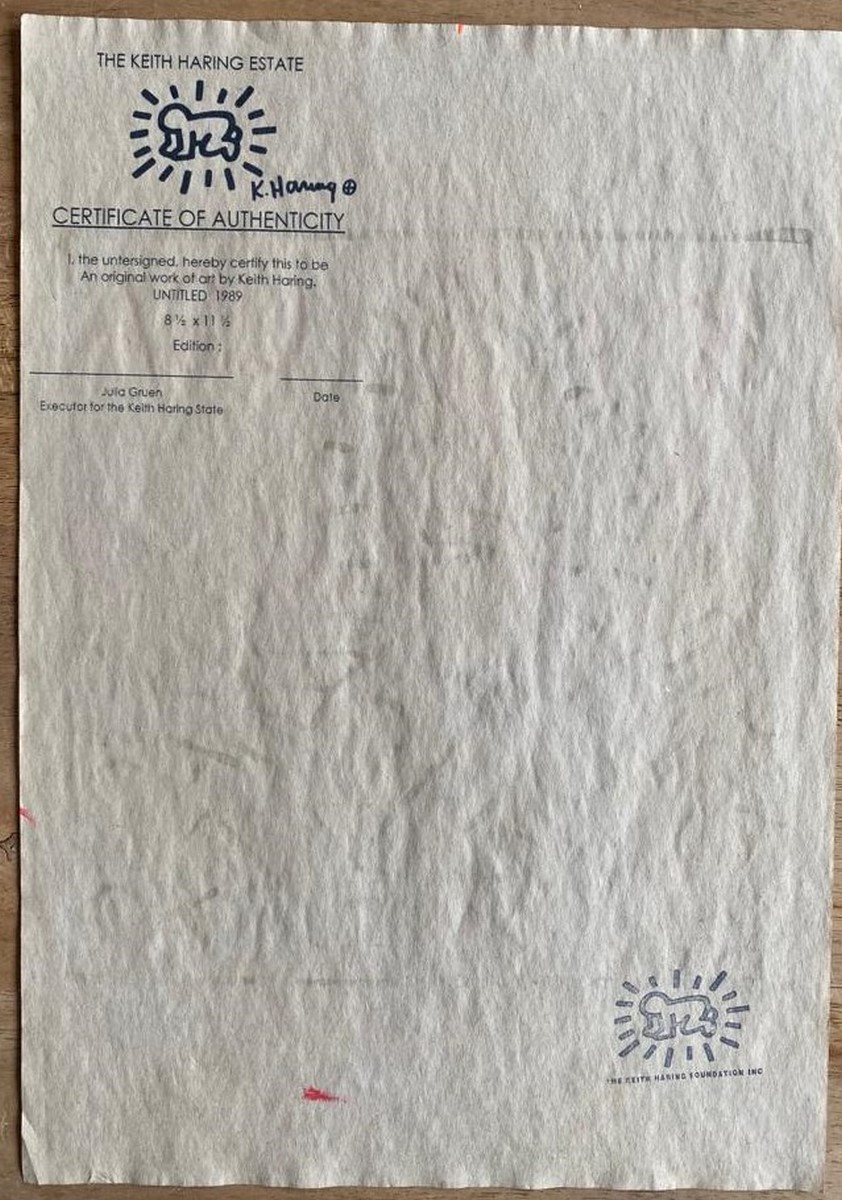 THE KEITH HARING ESTATE
K. Haring
CERTIFICATE OF AUTHENTICITY
I, the untersigned, hereby certify this to be
An original work of art by Keith Haring.
UNTITLED 1989
8 ½ x 11 ½
Edition :
Julia Gruen
Executor for the Keith Haring State
Date
THE KEITH HARING FOUNDATION INC